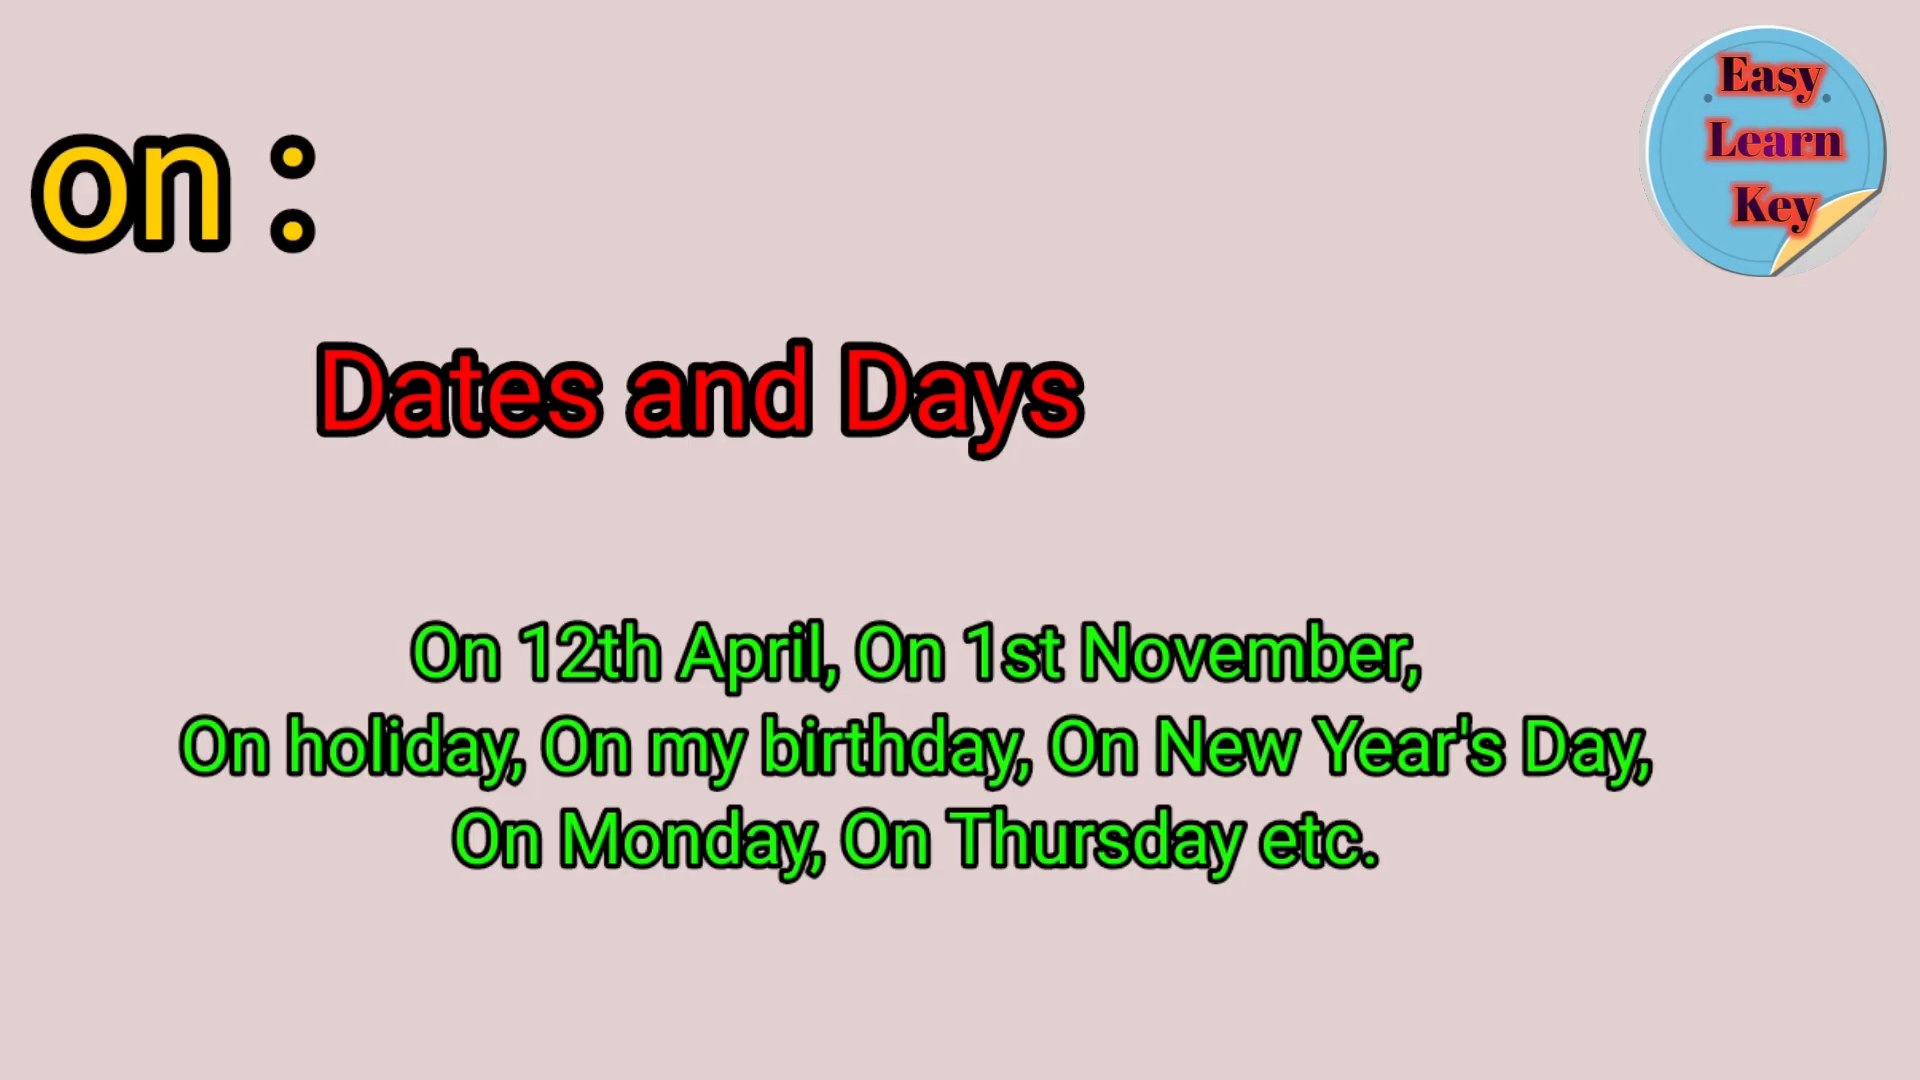 on :
Easy
Learn
Key
Dates and Days
On 12th April, On 1st November,
On holiday, On my birthday, On New Year's Day,
On Monday, On Thursday etc.